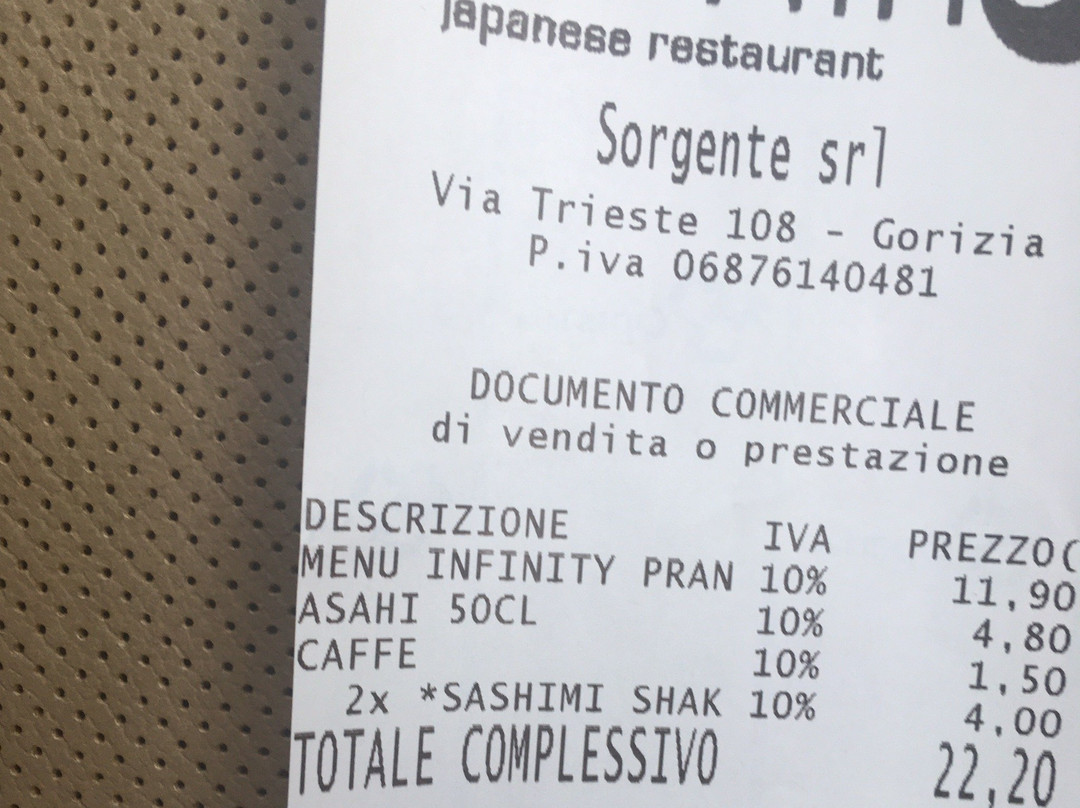 japanese restaurant
Sorgente srl
Via Trieste 108 - Gorizia
P.iva 06876140481
DOCUMENTO COMMERCIALE
di vendita o prestazione
DESCRIZIONE IVA PREZZO(
MENU INFINITY PRAN 10% 11,90
ASAHI 50CL 10% 4,80
CAFFE 10% 1,50
2x *SASHIMI SHAK 10% 4,00
TOTALE COMPLESSIVO 22,20